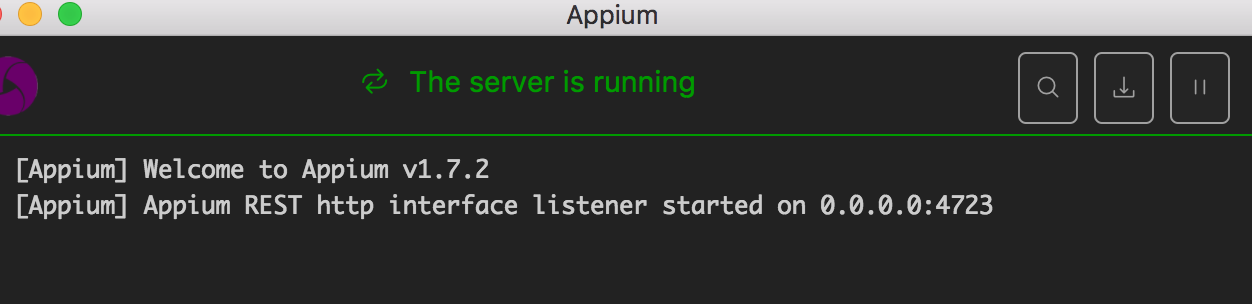 Appium
The server is running
[Appium] Welcome to Appium v1.7.2
[Appium] Appium REST http interface listener started on 0.0.0.0:4723